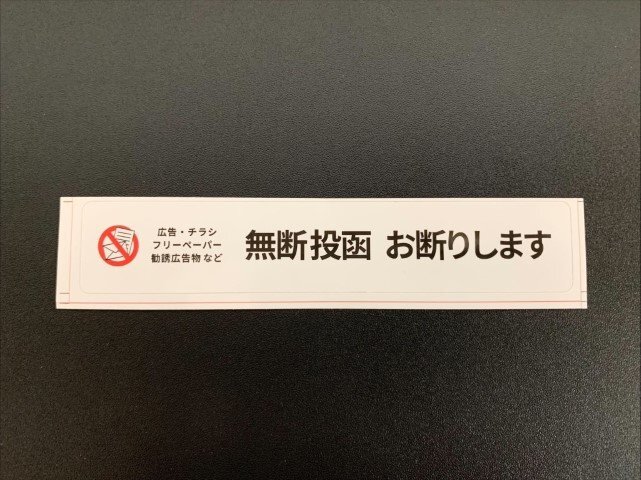 広告・チラシ
フリーペーパー
勧誘広告物 など
無断投函 お断りします